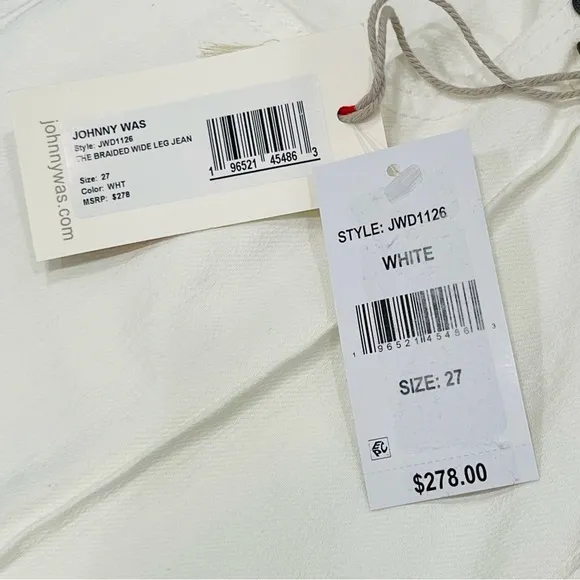 johnnywas.com
JOHNNY WAS
Style: JWD1126
THE BRAIDED WIDE LEG JEAN
Size: 27
Color: WHT
MSRP: $278
1 96521 45486 3
STYLE: JWD1126
WHITE
1 96521 45486 3
SIZE: 27
$278.00